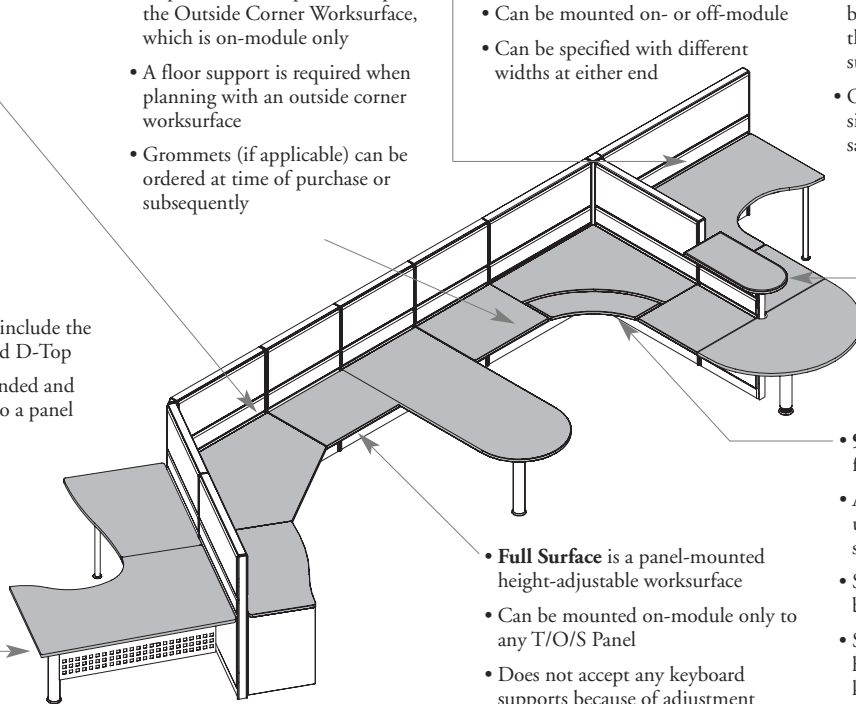 the Outside Corner Worksurface,
which is on-module only
• A floor support is required when
planning with an outside corner
worksurface
• Grommets (if applicable) can be
ordered at time of purchase or
subsequently
• Can be mounted on- or off-module
• Can be specified with different
widths at either end
include the
D-Top
and
o a panel
• Full Surface is a panel-mounted
height-adjustable worksurface
• Can be mounted on-module only to
any T/O/S Panel
• Does not accept any keyboard
supports because of adjustment